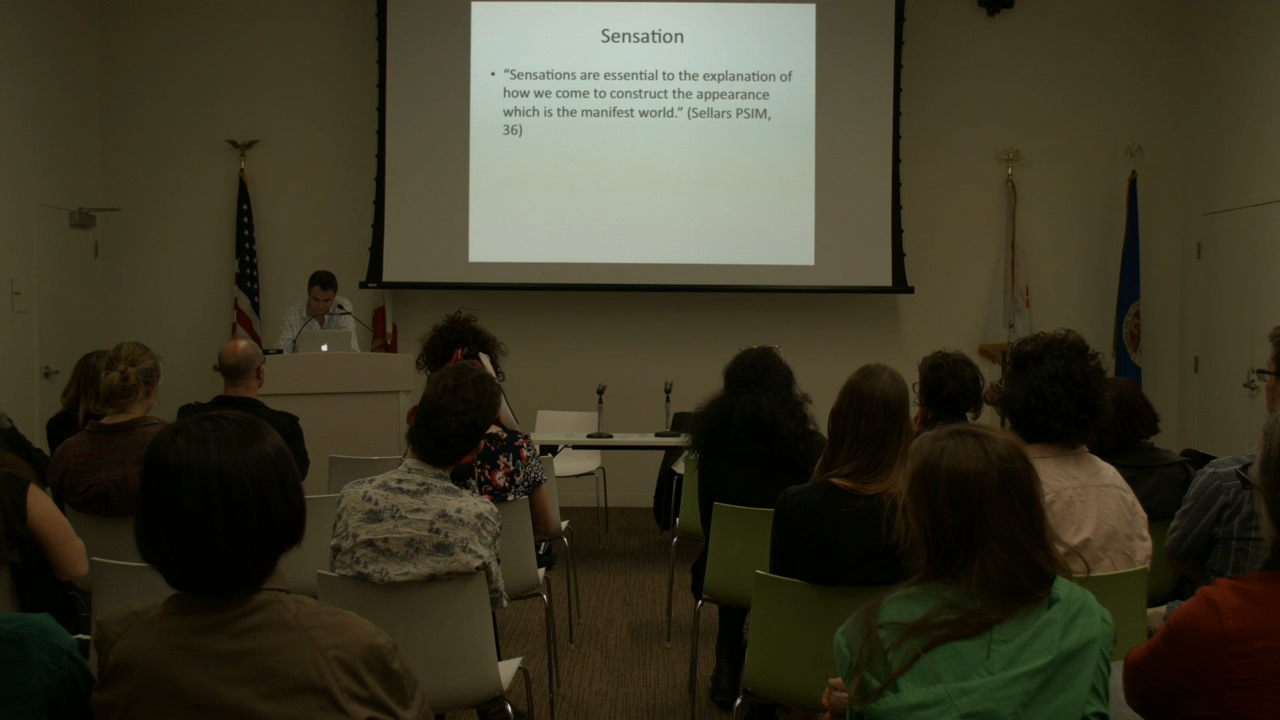 Sensation
• “Sensations are essential to the explanation of
how we come to construct the appearance
which is the manifest world.” (Sellars PSIM,
36)